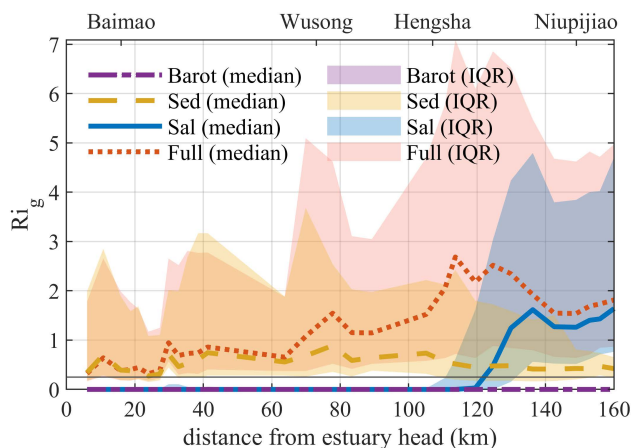 Baimao Wusong Hengsha Niupijiao
7
6
5
4
3
2
1
0
Ri_g
Barot (median) Barot (IQR)
Sed (median) Sed (IQR)
Sal (median) Sal (IQR)
Full (median) Full (IQR)
0 20 40 60 80 100 120 140 160
distance from estuary head (km)